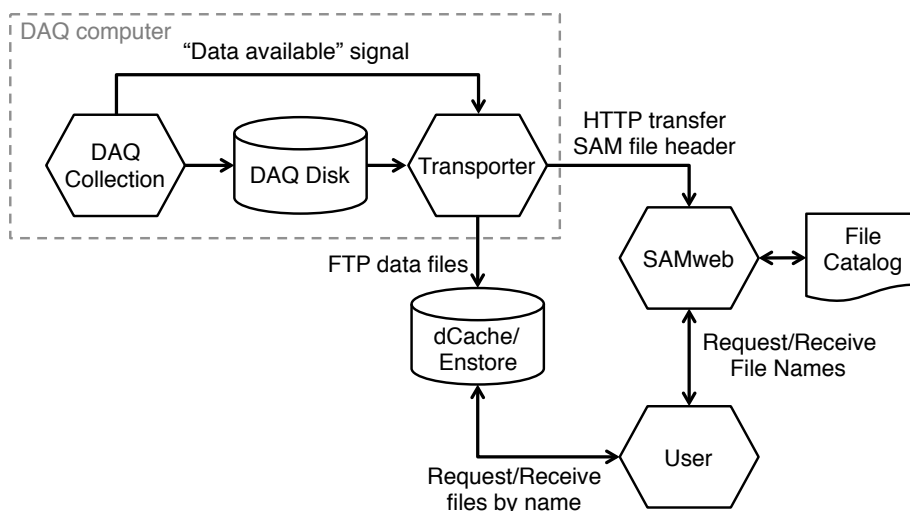 DAQ computer
“Data available” signal
DAQ
Collection
DAQ Disk
Transporter
HTTP transfer
SAM file header
FTP data files
SAMweb
File
Catalog
dCache/
Enstore
Request/Receive
File Names
User
Request/Receive
files by name